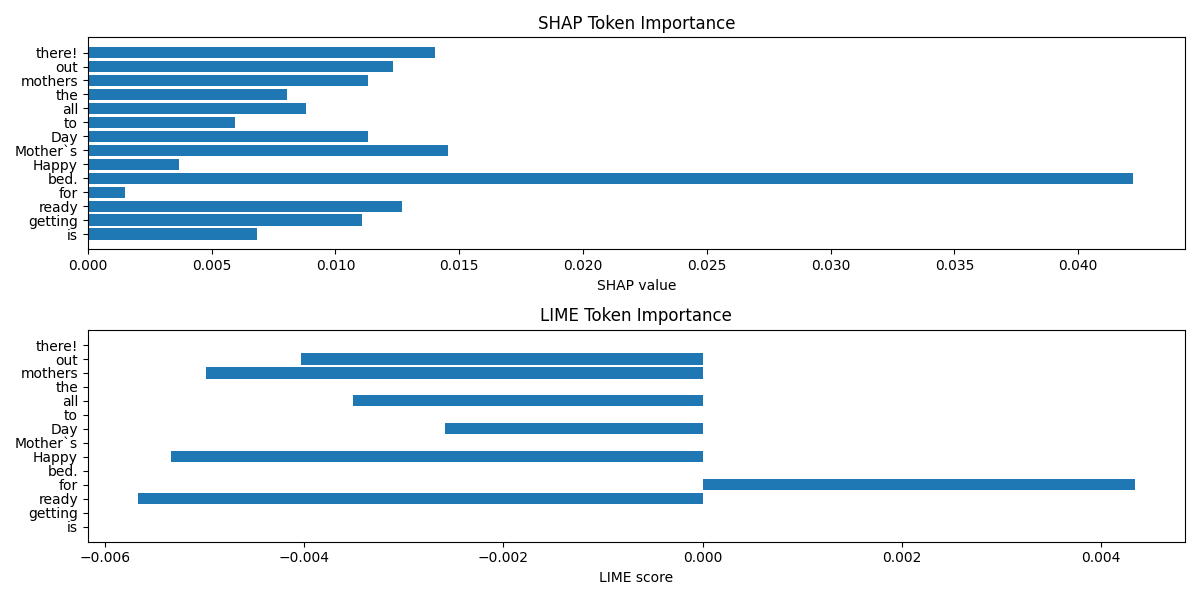 SHAP Token Importance
there!
out
mothers
the
all
to
Day
Mother`s
Happy
bed.
for
ready
getting
is
0.000 0.005 0.010 0.015 0.020 0.025 0.030 0.035 0.040
SHAP value
LIME Token Importance
there!
out
mothers
the
all
to
Day
Mother`s
Happy
bed.
for
ready
getting
is
−0.006 −0.004 −0.002 0.000 0.002 0.004
LIME score